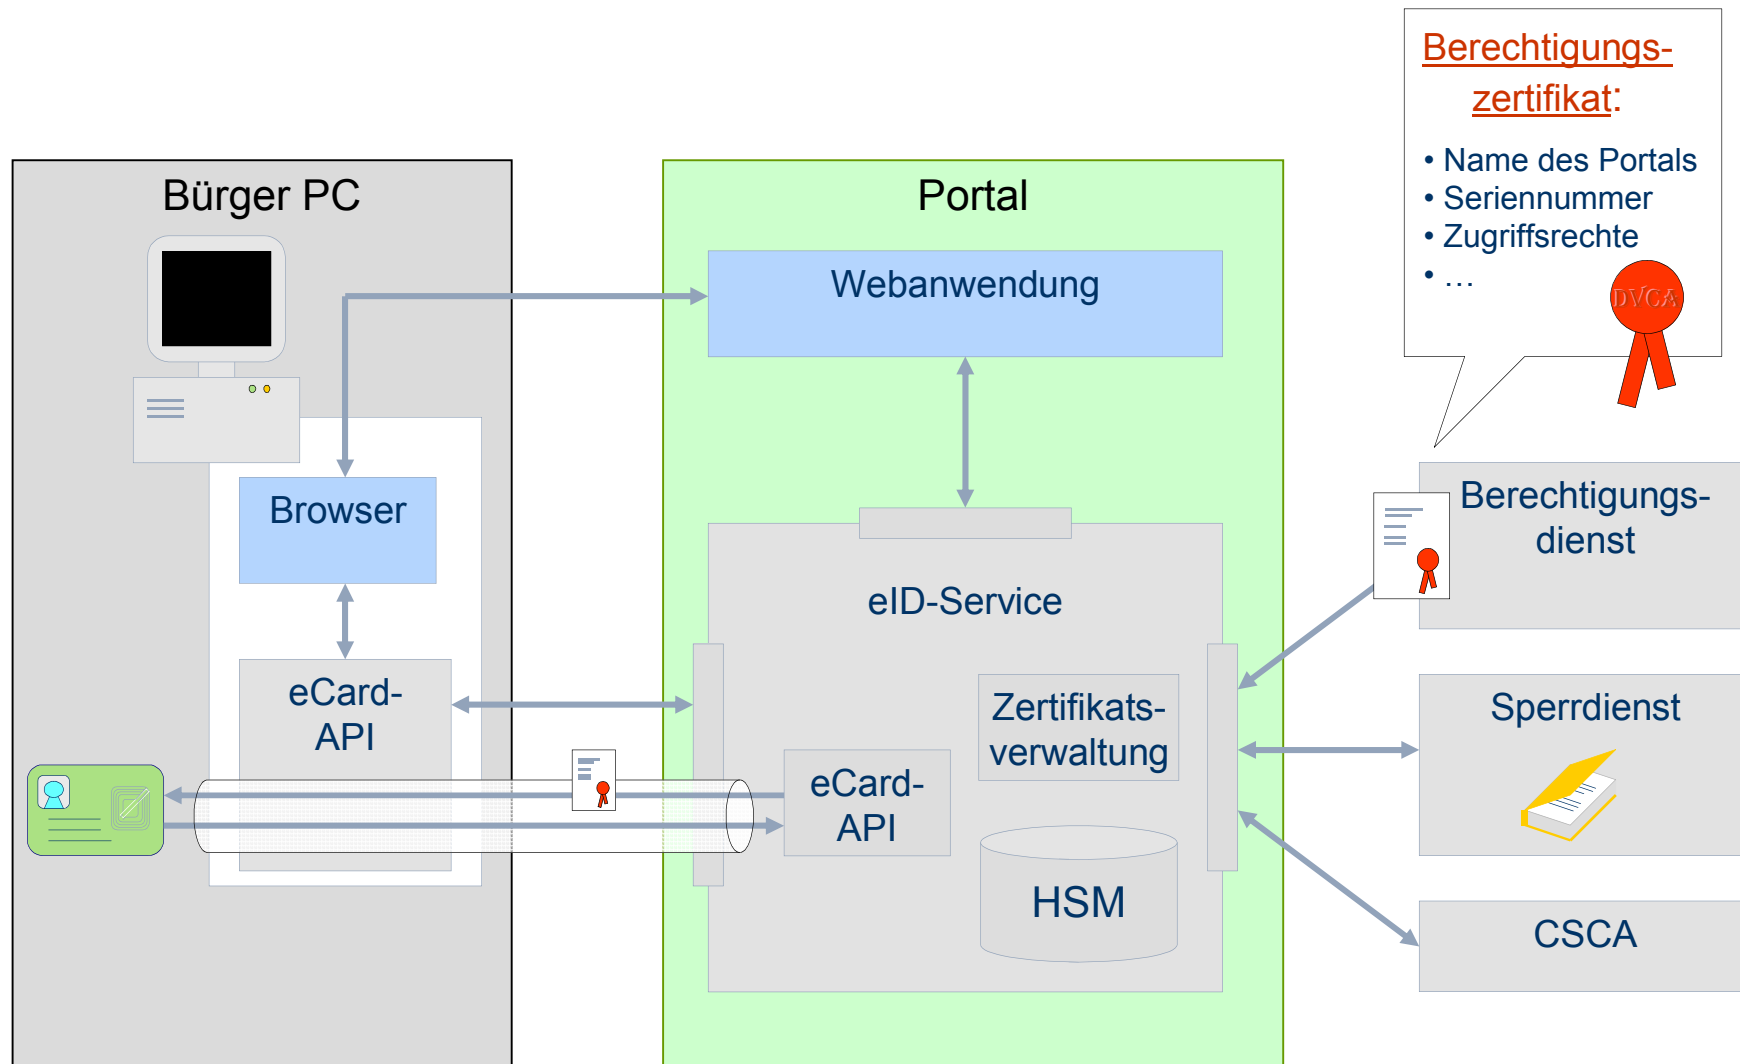 Berechtigungs-
zertifikat:
• Name des Portals
• Seriennummer
• Zugriffsrechte
• …
DVCA
Bürger PC
Portal
Webanwendung
Browser
Berechtigungs-
dienst
eID-Service
eCard-
API
Zertifikats-
verwaltung
Sperrdienst
eCard-
API
HSM
CSCA